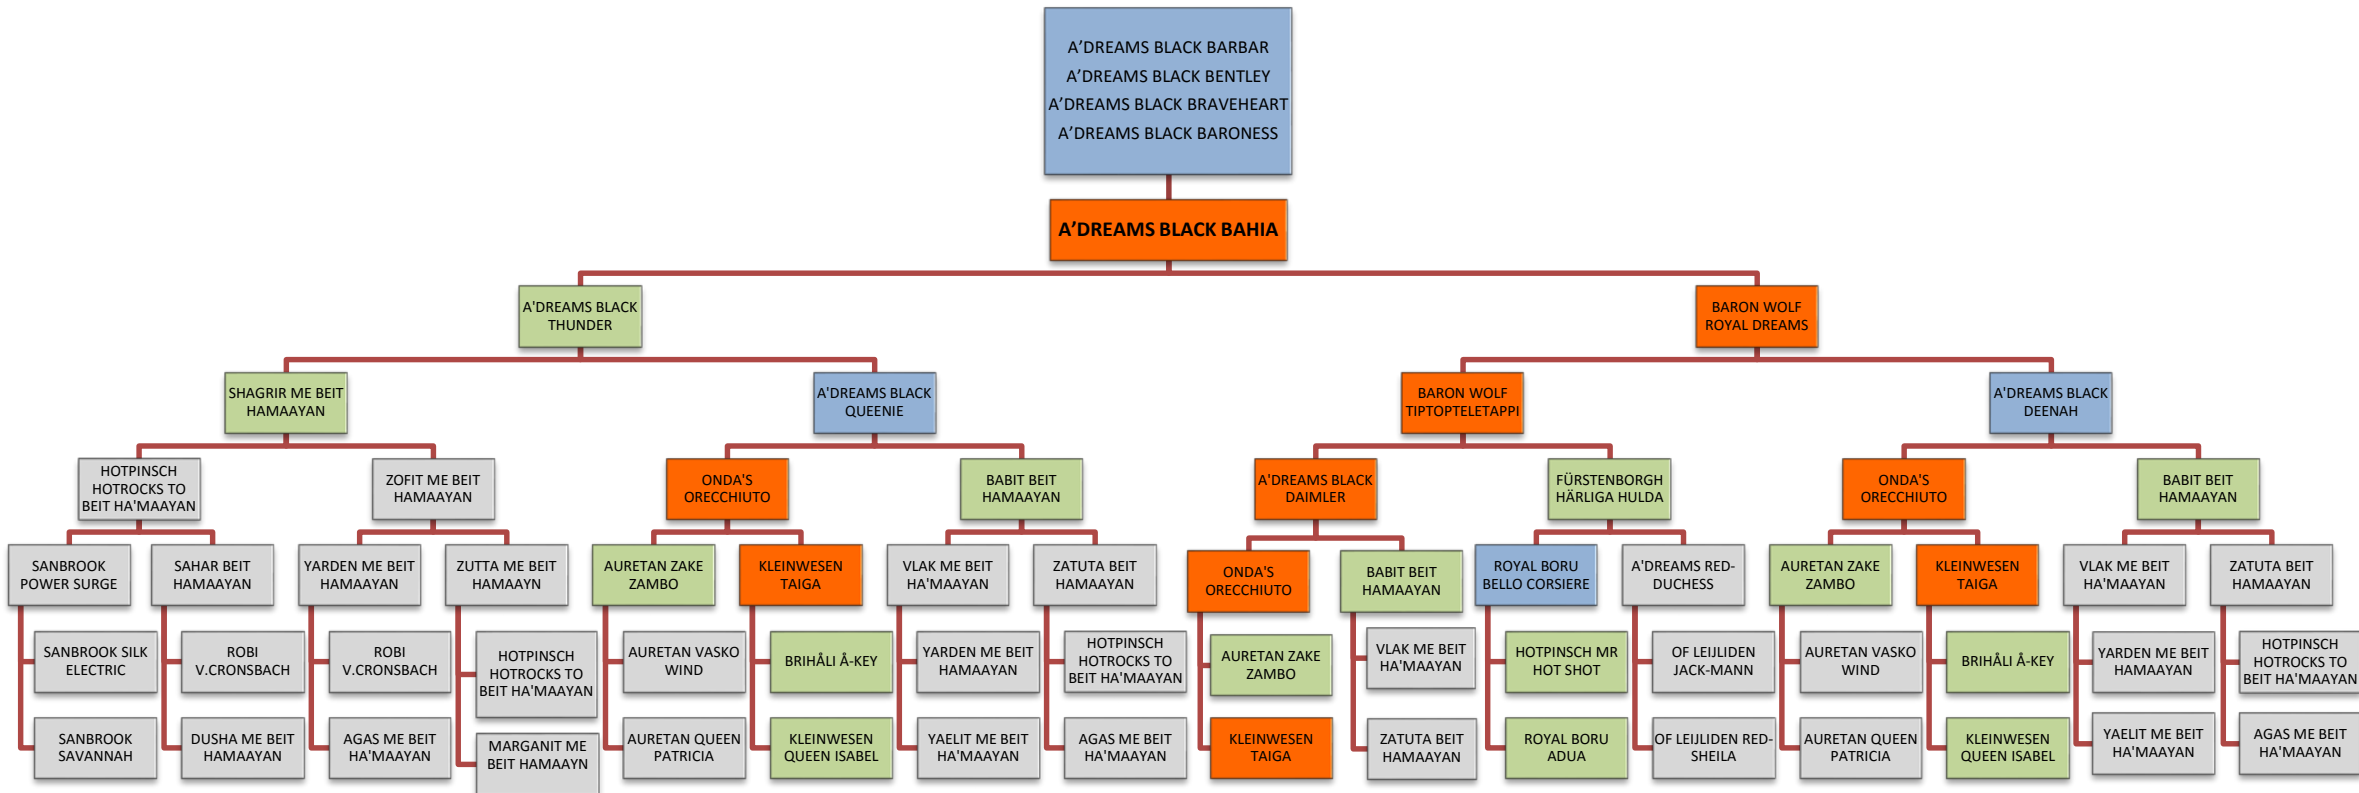 A'DREAMS BLACK BARBAR
A'DREAMS BLACK BENTLEY
A'DREAMS BLACK BRAVEHEART
A'DREAMS BLACK BARONESS
A'DREAMS BLACK BAHIA
A'DREAMS BLACK
THUNDER
BARON WOLF
ROYAL DREAMS
SHAGRIR ME BEIT
HAMAAYAN
A'DREAMS BLACK
QUEENIE
BARON WOLF
TIPTOPTELETAPPI
A'DREAMS BLACK
DEENAH
HOTPINSCH
HOTROCKS TO
BEIT HA'MAAYAN
ZOFIT ME BEIT
HAMAAYAN
ONDA'S
ORECCHIUTO
BABIT BEIT
HAMAAYAN
A'DREAMS BLACK
DAIMLER
FÜRSTENBORGH
HÄRLIGA HULDA
ONDA'S
ORECCHIUTO
BABIT BEIT
HAMAAYAN
SANBROOK
POWER SURGE
SAHAR BEIT
HAMAAYAN
YARDEN ME BEIT
HAMAAYAN
ZUTTA ME BEIT
HAMAAYN
AURETAN ZAKE
ZAMBO
KLEINWESEN
TAIGA
VLAK ME BEIT
HA'MAAYAN
ZATUTA BEIT
HAMAAYAN
ONDA'S
ORECCHIUTO
BABIT BEIT
HAMAAYAN
ROYAL BORU
BELLO CORSIERE
A'DREAMS RED-
DUCHESS
AURETAN ZAKE
ZAMBO
KLEINWESEN
TAIGA
VLAK ME BEIT
HA'MAAYAN
ZATUTA BEIT
HAMAAYAN
SANBROOK SILK
ELECTRIC
ROBI
V.CRONSBACH
ROBI
V.CRONSBACH
HOTPINSCH
HOTROCKS TO
BEIT HA'MAAYAN
AURETAN VASKO
WIND
BRIHÅLI Å-KEY
YARDEN ME BEIT
HAMAAYAN
HOTPINSCH
HOTROCKS TO
BEIT HA'MAAYAN
AURETAN ZAKE
ZAMBO
VLAK ME BEIT
HA'MAAYAN
HOTPINSCH MR
HOT SHOT
OF LEIJLIDEN
JACK-MANN
AURETAN VASKO
WIND
BRIHÅLI Å-KEY
YARDEN ME BEIT
HAMAAYAN
HOTPINSCH
HOTROCKS TO
BEIT HA'MAAYAN
SANBROOK
SAVANNAH
DUSHA ME BEIT
HAMAAYAN
AGAS ME BEIT
HA'MAAYAN
MARGANIT ME
BEIT HAMAAYN
AURETAN QUEEN
PATRICIA
KLEINWESEN
QUEEN ISABEL
YAELIT ME BEIT
HA'MAAYAN
AGAS ME BEIT
HA'MAAYAN
KLEINWESEN
TAIGA
ZATUTA BEIT
HAMAAYAN
ROYAL BORU
ADUA
OF LEIJLIDEN RED-
SHEILA
AURETAN QUEEN
PATRICIA
KLEINWESEN
QUEEN ISABEL
YAELIT ME BEIT
HA'MAAYAN
AGAS ME BEIT
HA'MAAYAN